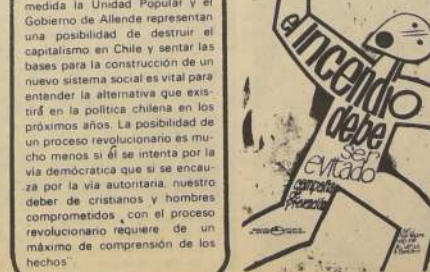 medida la Unidad Popular y el
Gobierno de Allende representan
una posibilidad de destruir el
capitalismo en Chile y sentar las
bases para la construcción de un
nuevo sistema social es vital para
entender la alternativa que exis-
tirá en la política chilena en los
próximos años. La posibilidad de
un proceso revolucionario es mu-
cho menos si él se intenta por la
vía democrática que si se encau-
za por la vía autoritaria, nuestro
deber de cristianos y hombres
comprometidos con el proceso
revolucionario requiere de un
máximo de comprensión de los
hechos"
el incendio
debe
ser
evitado
campaña
de
prevención